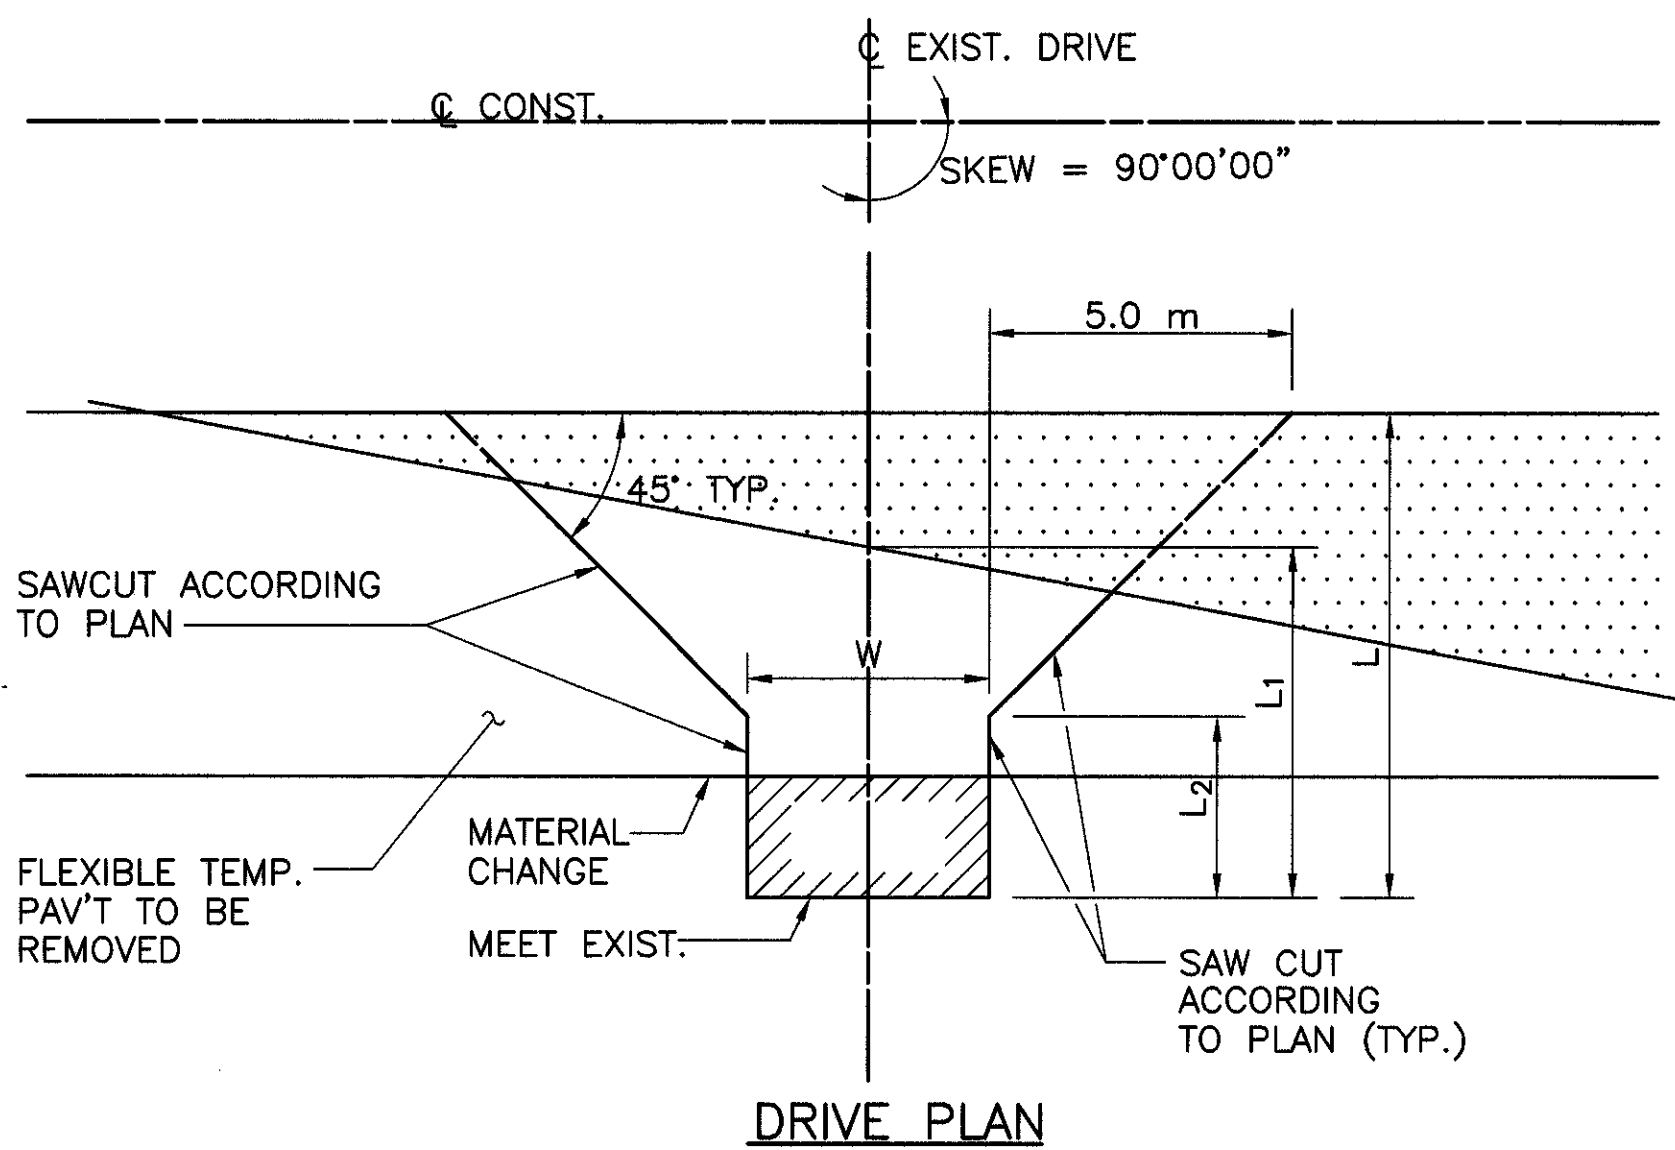 ℄ EXIST. DRIVE
℄ CONST.
SKEW = 90°00'00"
5.0 m
45° TYP.
SAWCUT ACCORDING
TO PLAN
W
L1
L
L2
MATERIAL
CHANGE
FLEXIBLE TEMP.
PAV'T TO BE
REMOVED
MEET EXIST.
SAW CUT
ACCORDING
TO PLAN (TYP.)
DRIVE PLAN